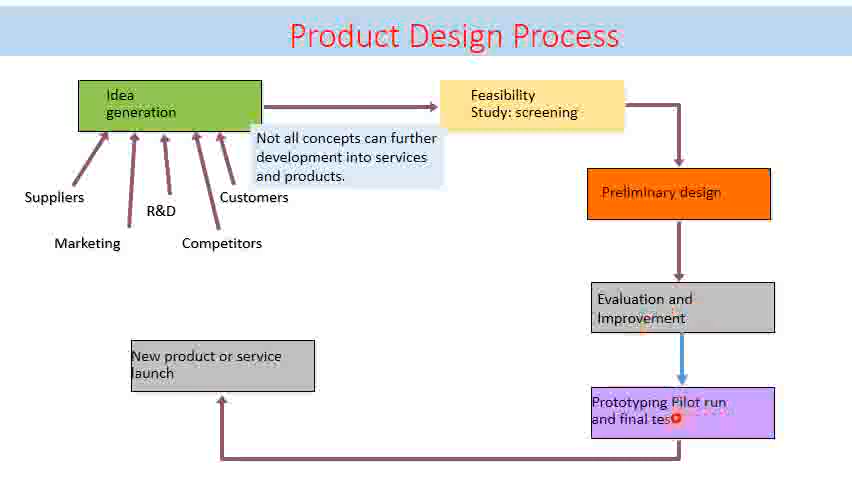 Product Design Process
Idea
generation
Feasibility
Study: screening
Not all concepts can further
development into services
and products.
Suppliers
R&D
Customers
Marketing
Competitors
Preliminary design
Evaluation and
Improvement
New product or service
launch
Prototyping Pilot run
and final test